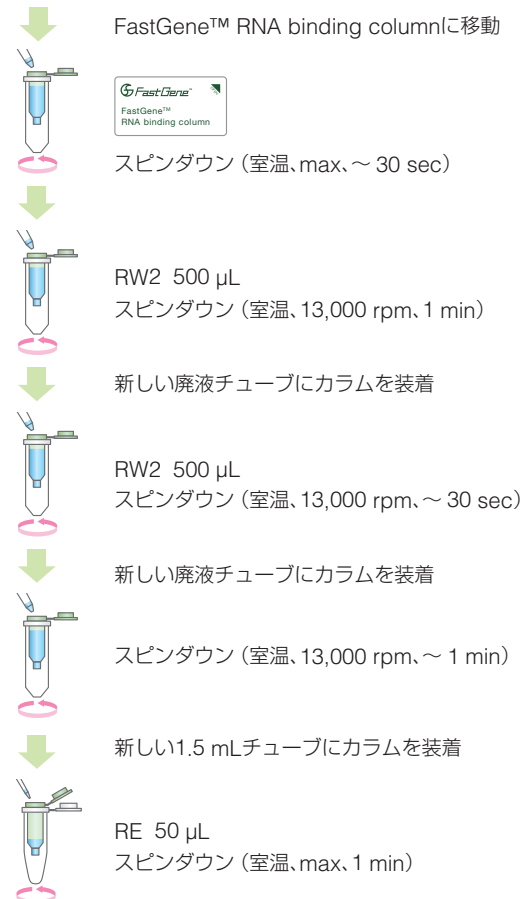 FastGene™ RNA binding columnに移動
FastGene™
FastGene™
RNA binding column
スピンダウン（室温、max、～ 30 sec）
RW2 500 µL
スピンダウン（室温、13,000 rpm、1 min）
新しい廃液チューブにカラムを装着
RW2 500 µL
スピンダウン（室温、13,000 rpm、～ 30 sec）
新しい廃液チューブにカラムを装着
スピンダウン（室温、13,000 rpm、～ 1 min）
新しい1.5 mLチューブにカラムを装着
RE 50 µL
スピンダウン（室温、max、1 min）